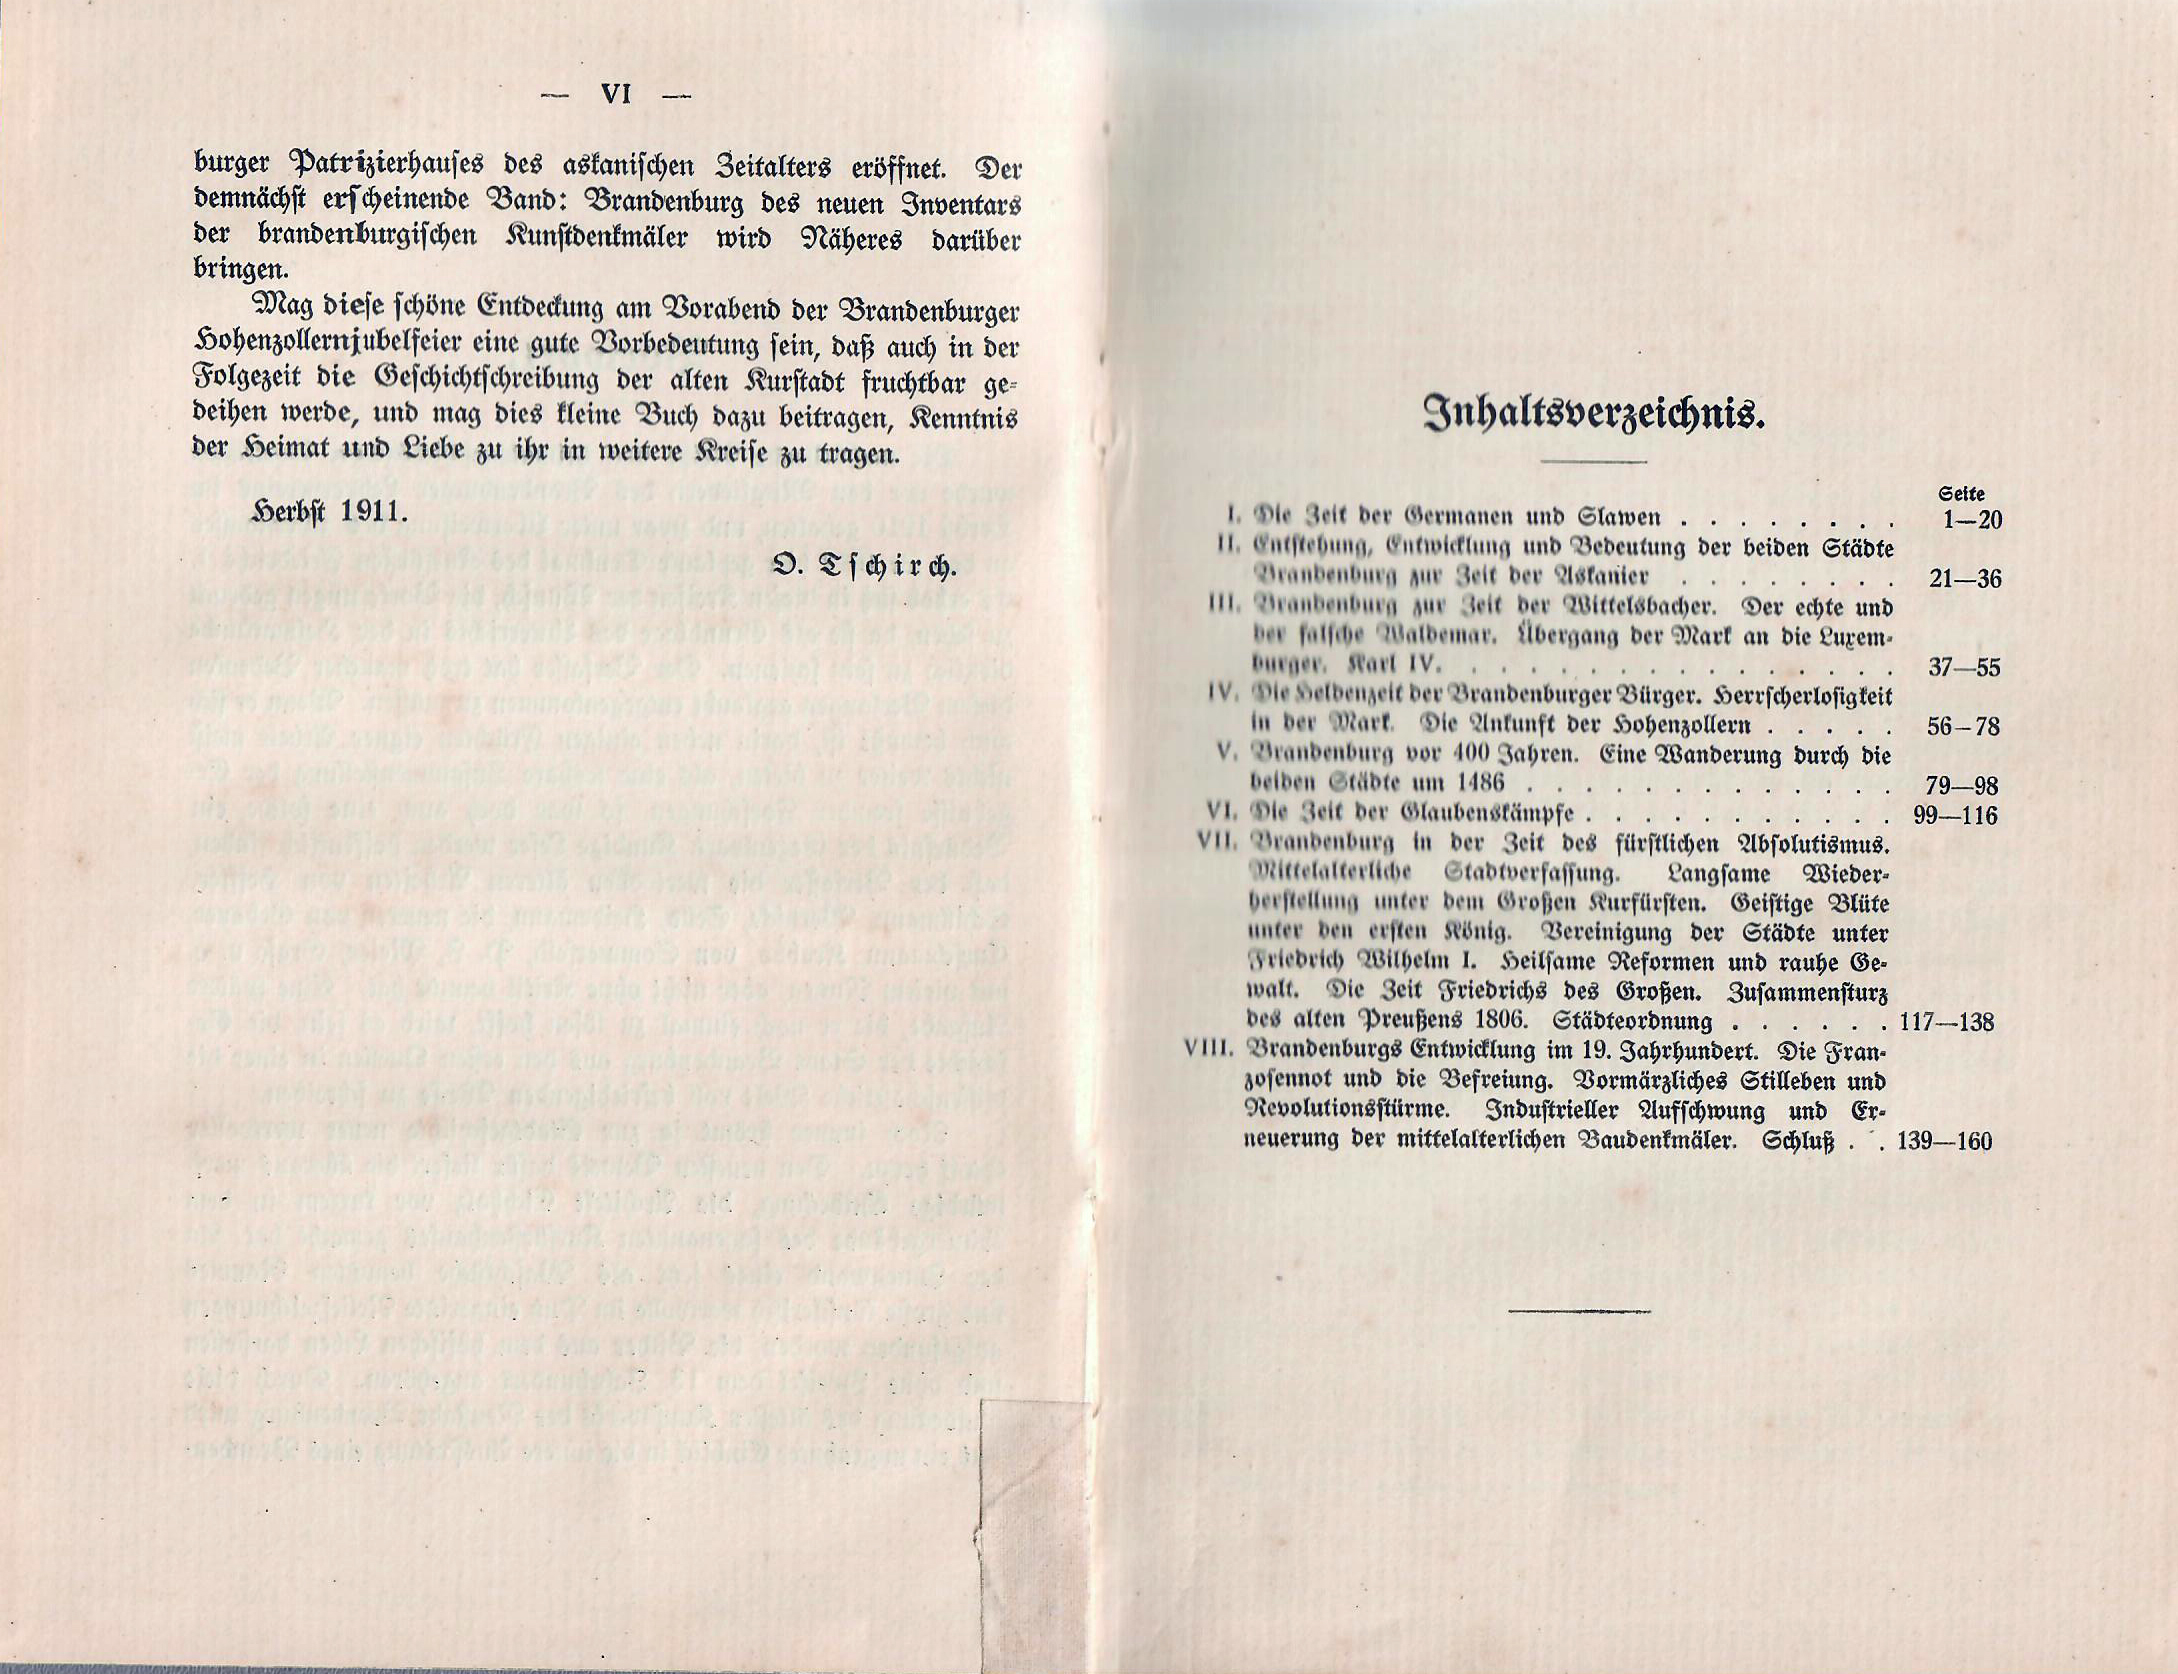 — VI —
burger Patrizierhauses des askanischen Zeitalters eröffnet. Der
demnächst erscheinende Band: Brandenburg des neuen Inventars
der brandenburgischen Kunstdenkmäler wird Näheres darüber
bringen.
Mag diese schöne Entdeckung am Vorabend der Brandenburger
Hohenzollernjubelfeier eine gute Vorbedeutung sein, daß auch in der
Folgezeit die Geschichtschreibung der alten Kurstadt fruchtbar ge-
deihen werde, und mag dies kleine Buch dazu beitragen, Kenntnis
der Heimat und Liebe zu ihr in weitere Kreise zu tragen.
Herbst 1911.
O. Tschirch.
Inhaltsverzeichnis.
Seite
I. Die Zeit der Germanen und Slawen . . . . . . . . 1—20
II. Entstehung, Entwicklung und Bedeutung der beiden Städte
Brandenburg zur Zeit der Askanier . . . . . . . . 21—36
III. Brandenburg zur Zeit der Wittelsbacher. Der echte und
der falsche Waldemar. Übergang der Mark an die Luxem-
burger. Karl IV. . . . . . . . . . . . . . . . 37—55
IV. Die Heldenzeit der Brandenburger Bürger. Herrscherlosigkeit
in der Mark. Die Ankunft der Hohenzollern . . . . . 56—78
V. Brandenburg vor 400 Jahren. Eine Wanderung durch die
beiden Städte um 1486 . . . . . . . . . . . . . 79—98
VI. Die Zeit der Glaubenskämpfe . . . . . . . . . . . 99—116
VII. Brandenburg in der Zeit des fürstlichen Absolutismus.
Mittelalterliche Stadtverfassung. Langsame Wieder-
herstellung unter dem Großen Kurfürsten. Geistige Blüte
unter den ersten König. Vereinigung der Städte unter
Friedrich Wilhelm I. Heilsame Reformen und rauhe Ge-
walt. Die Zeit Friedrichs des Großen. Zusammensturz
des alten Preußens 1806. Städteordnung . . . . . . 117—138
VIII. Brandenburgs Entwicklung im 19. Jahrhundert. Die Fran-
zosennot und die Befreiung. Vormärzliches Stilleben und
Revolutionsstürme. Industrieller Aufschwung und Er-
neuerung der mittelalterlichen Baudenkmäler. Schluß . . 139—160